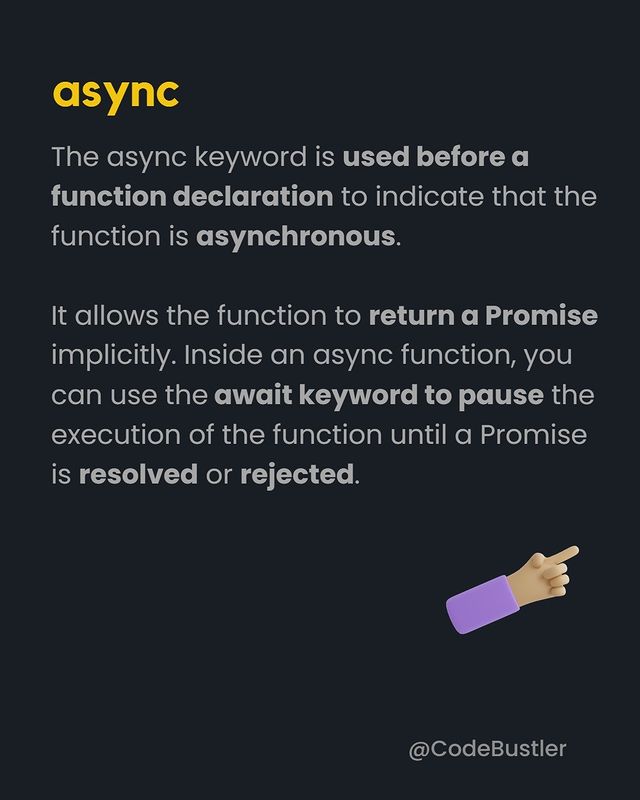 async
The async keyword is used before a
function declaration to indicate that the
function is asynchronous.
It allows the function to return a Promise
implicitly. Inside an async function, you
can use the await keyword to pause the
execution of the function until a Promise
is resolved or rejected.
@CodeBustler